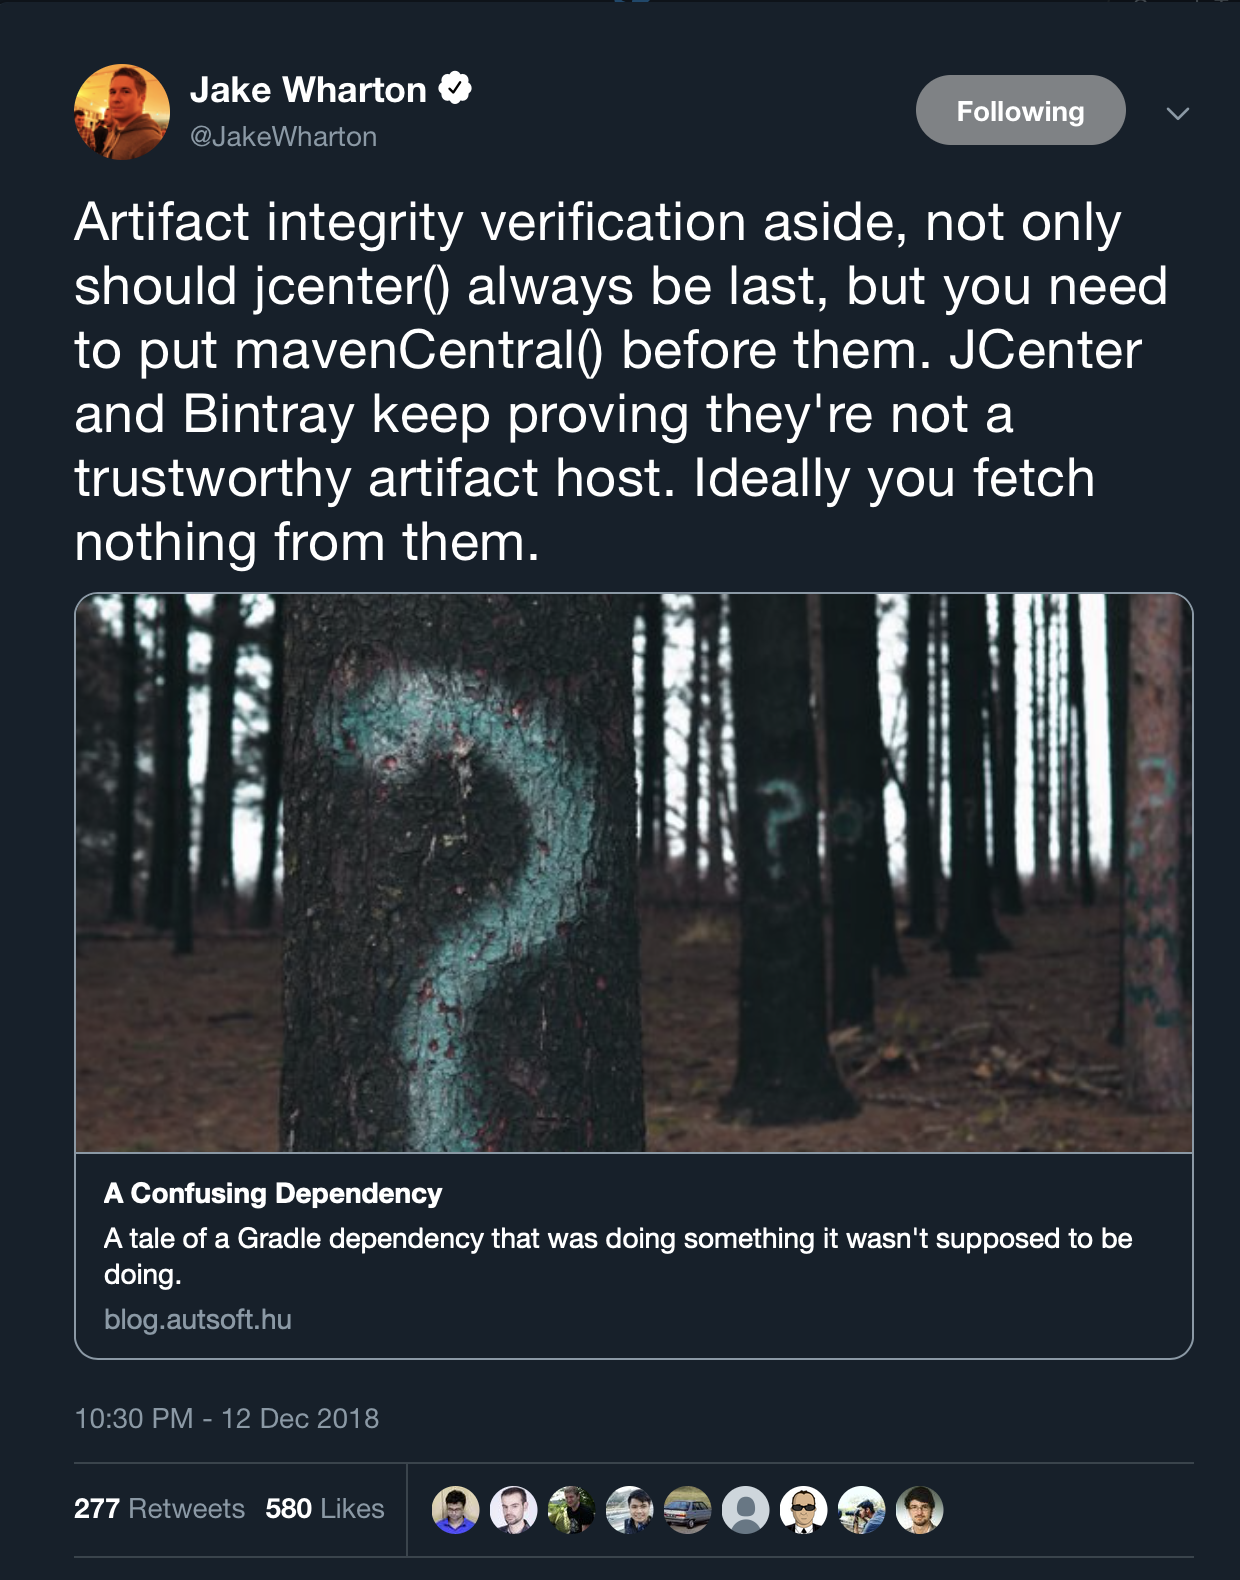 Jake Wharton
@JakeWharton
Following
Artifact integrity verification aside, not only
should jcenter() always be last, but you need
to put mavenCentral() before them. JCenter
and Bintray keep proving they're not a
trustworthy artifact host. Ideally you fetch
nothing from them.
?
?
?
A Confusing Dependency
A tale of a Gradle dependency that was doing something it wasn't supposed to be
doing.
blog.autsoft.hu
10:30 PM - 12 Dec 2018
277 Retweets 580 Likes